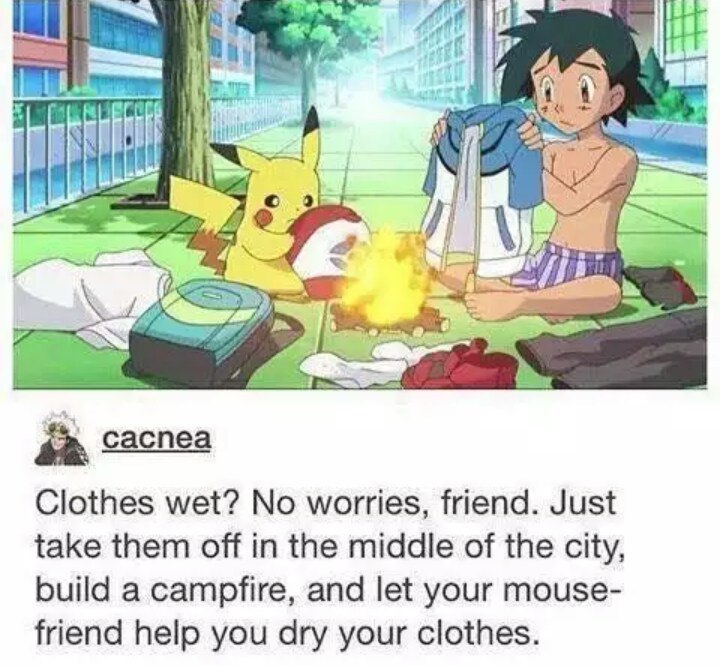 cacnea
Clothes wet? No worries, friend. Just
take them off in the middle of the city,
build a campfire, and let your mouse-
friend help you dry your clothes.